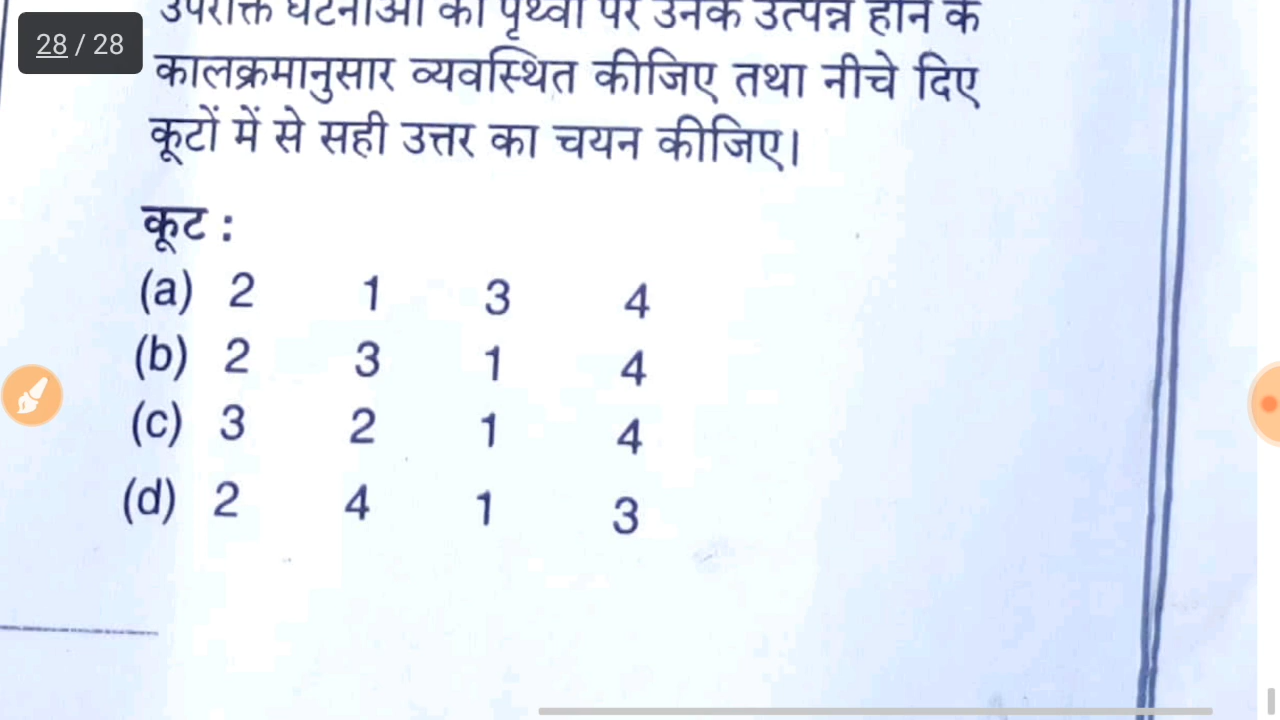 28 / 28
उपरोक्त घटनाओं को पृथ्वी पर उनके उत्पन्न होने के
कालक्रमानुसार व्यवस्थित कीजिए तथा नीचे दिए
कूटों में से सही उत्तर का चयन कीजिए।
कूट :
(a) 2 1 3 4
(b) 2 3 1 4
(c) 3 2 1 4
(d) 2 4 1 3